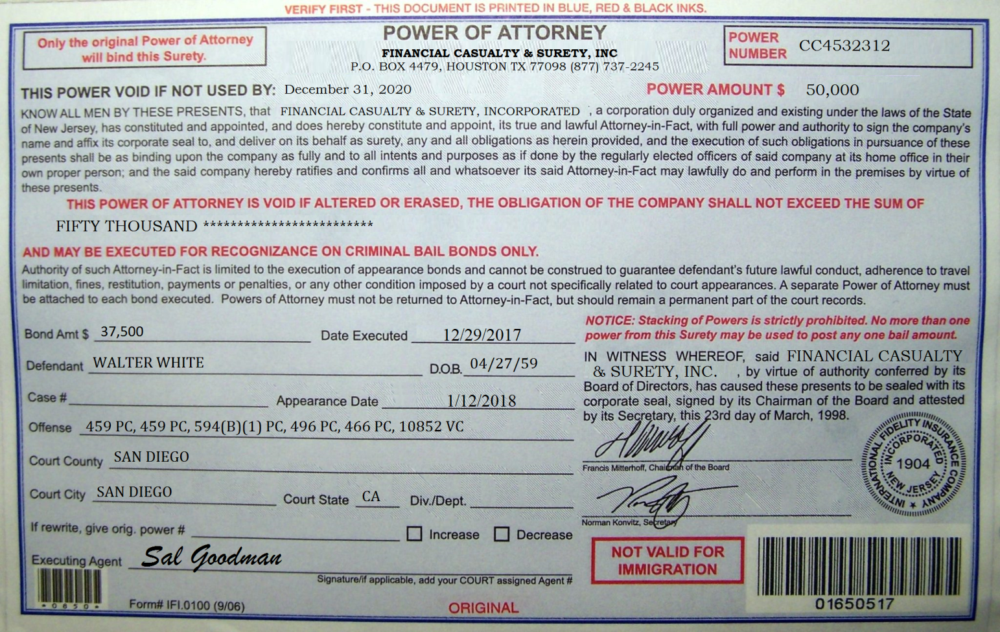 VERIFY FIRST - THIS DOCUMENT IS PRINTED IN BLUE, RED & BLACK INKS.
Only the original Power of Attorney
will bind this Surety.
POWER OF ATTORNEY
FINANCIAL CASUALTY & SURETY, INC
P.O. BOX 4479, HOUSTON TX 77098 (877) 737-2245
POWER
NUMBER CC4532312
THIS POWER VOID IF NOT USED BY: December 31, 2020 POWER AMOUNT $ 50,000
KNOW ALL MEN BY THESE PRESENTS, that FINANCIAL CASUALTY & SURETY, INCORPORATED , a corporation duly organized and existing under the laws of the State
of New Jersey, has constituted and appointed, and does hereby constitute and appoint, its true and lawful Attorney-in-Fact, with full power and authority to sign the company's
name and affix its corporate seal to, and deliver on its behalf as surety, any and all obligations as herein provided, and the execution of such obligations in pursuance of these
presents shall be as binding upon the company as fully and to all intents and purposes as if done by the regularly elected officers of said company at its home office in their
own proper person; and the said company hereby ratifies and confirms all and whatsoever its said Attorney-in-Fact may lawfully do and perform in the premises by virtue of
these presents.
THIS POWER OF ATTORNEY IS VOID IF ALTERED OR ERASED, THE OBLIGATION OF THE COMPANY SHALL NOT EXCEED THE SUM OF
FIFTY THOUSAND *************************
AND MAY BE EXECUTED FOR RECOGNIZANCE ON CRIMINAL BAIL BONDS ONLY.
Authority of such Attorney-in-Fact is limited to the execution of appearance bonds and cannot be construed to guarantee defendant's future lawful conduct, adherence to travel
limitation, fines, restitution, payments or penalties, or any other condition imposed by a court not specifically related to court appearances. A separate Power of Attorney must
be attached to each bond executed. Powers of Attorney must not be returned to Attorney-in-Fact, but should remain a permanent part of the court records.
Bond Amt $ 37,500 Date Executed 12/29/2017
Defendant WALTER WHITE D.O.B. 04/27/59
Case # Appearance Date 1/12/2018
Offense 459 PC, 459 PC, 594(B)(1) PC, 496 PC, 466 PC, 10852 VC
Court County SAN DIEGO
Court City SAN DIEGO Court State CA Div./Dept.
If rewrite, give orig. power # Increase Decrease
Executing Agent Sal Goodman
Signature/if applicable, add your COURT assigned Agent #
*0850*
Form# IFI.0100 (9/06)
ORIGINAL
NOTICE: Stacking of Powers is strictly prohibited. No more than one
power from this Surety may be used to post any one bail amount.
IN WITNESS WHEREOF, said FINANCIAL CASUALTY
& SURETY, INC. , by virtue of authority conferred by its
Board of Directors, has caused these presents to be sealed with its
corporate seal, signed by its Chairman of the Board and attested
by its Secretary, this 23rd day of March, 1998.
Francis Mitterhoff, Chairman of the Board
Norman Konvitz, Secretary
INTERNATIONAL FIDELITY INSURANCE COMPANY
INCORPORATED
1904
NEW JERSEY
NOT VALID FOR
IMMIGRATION
01650517